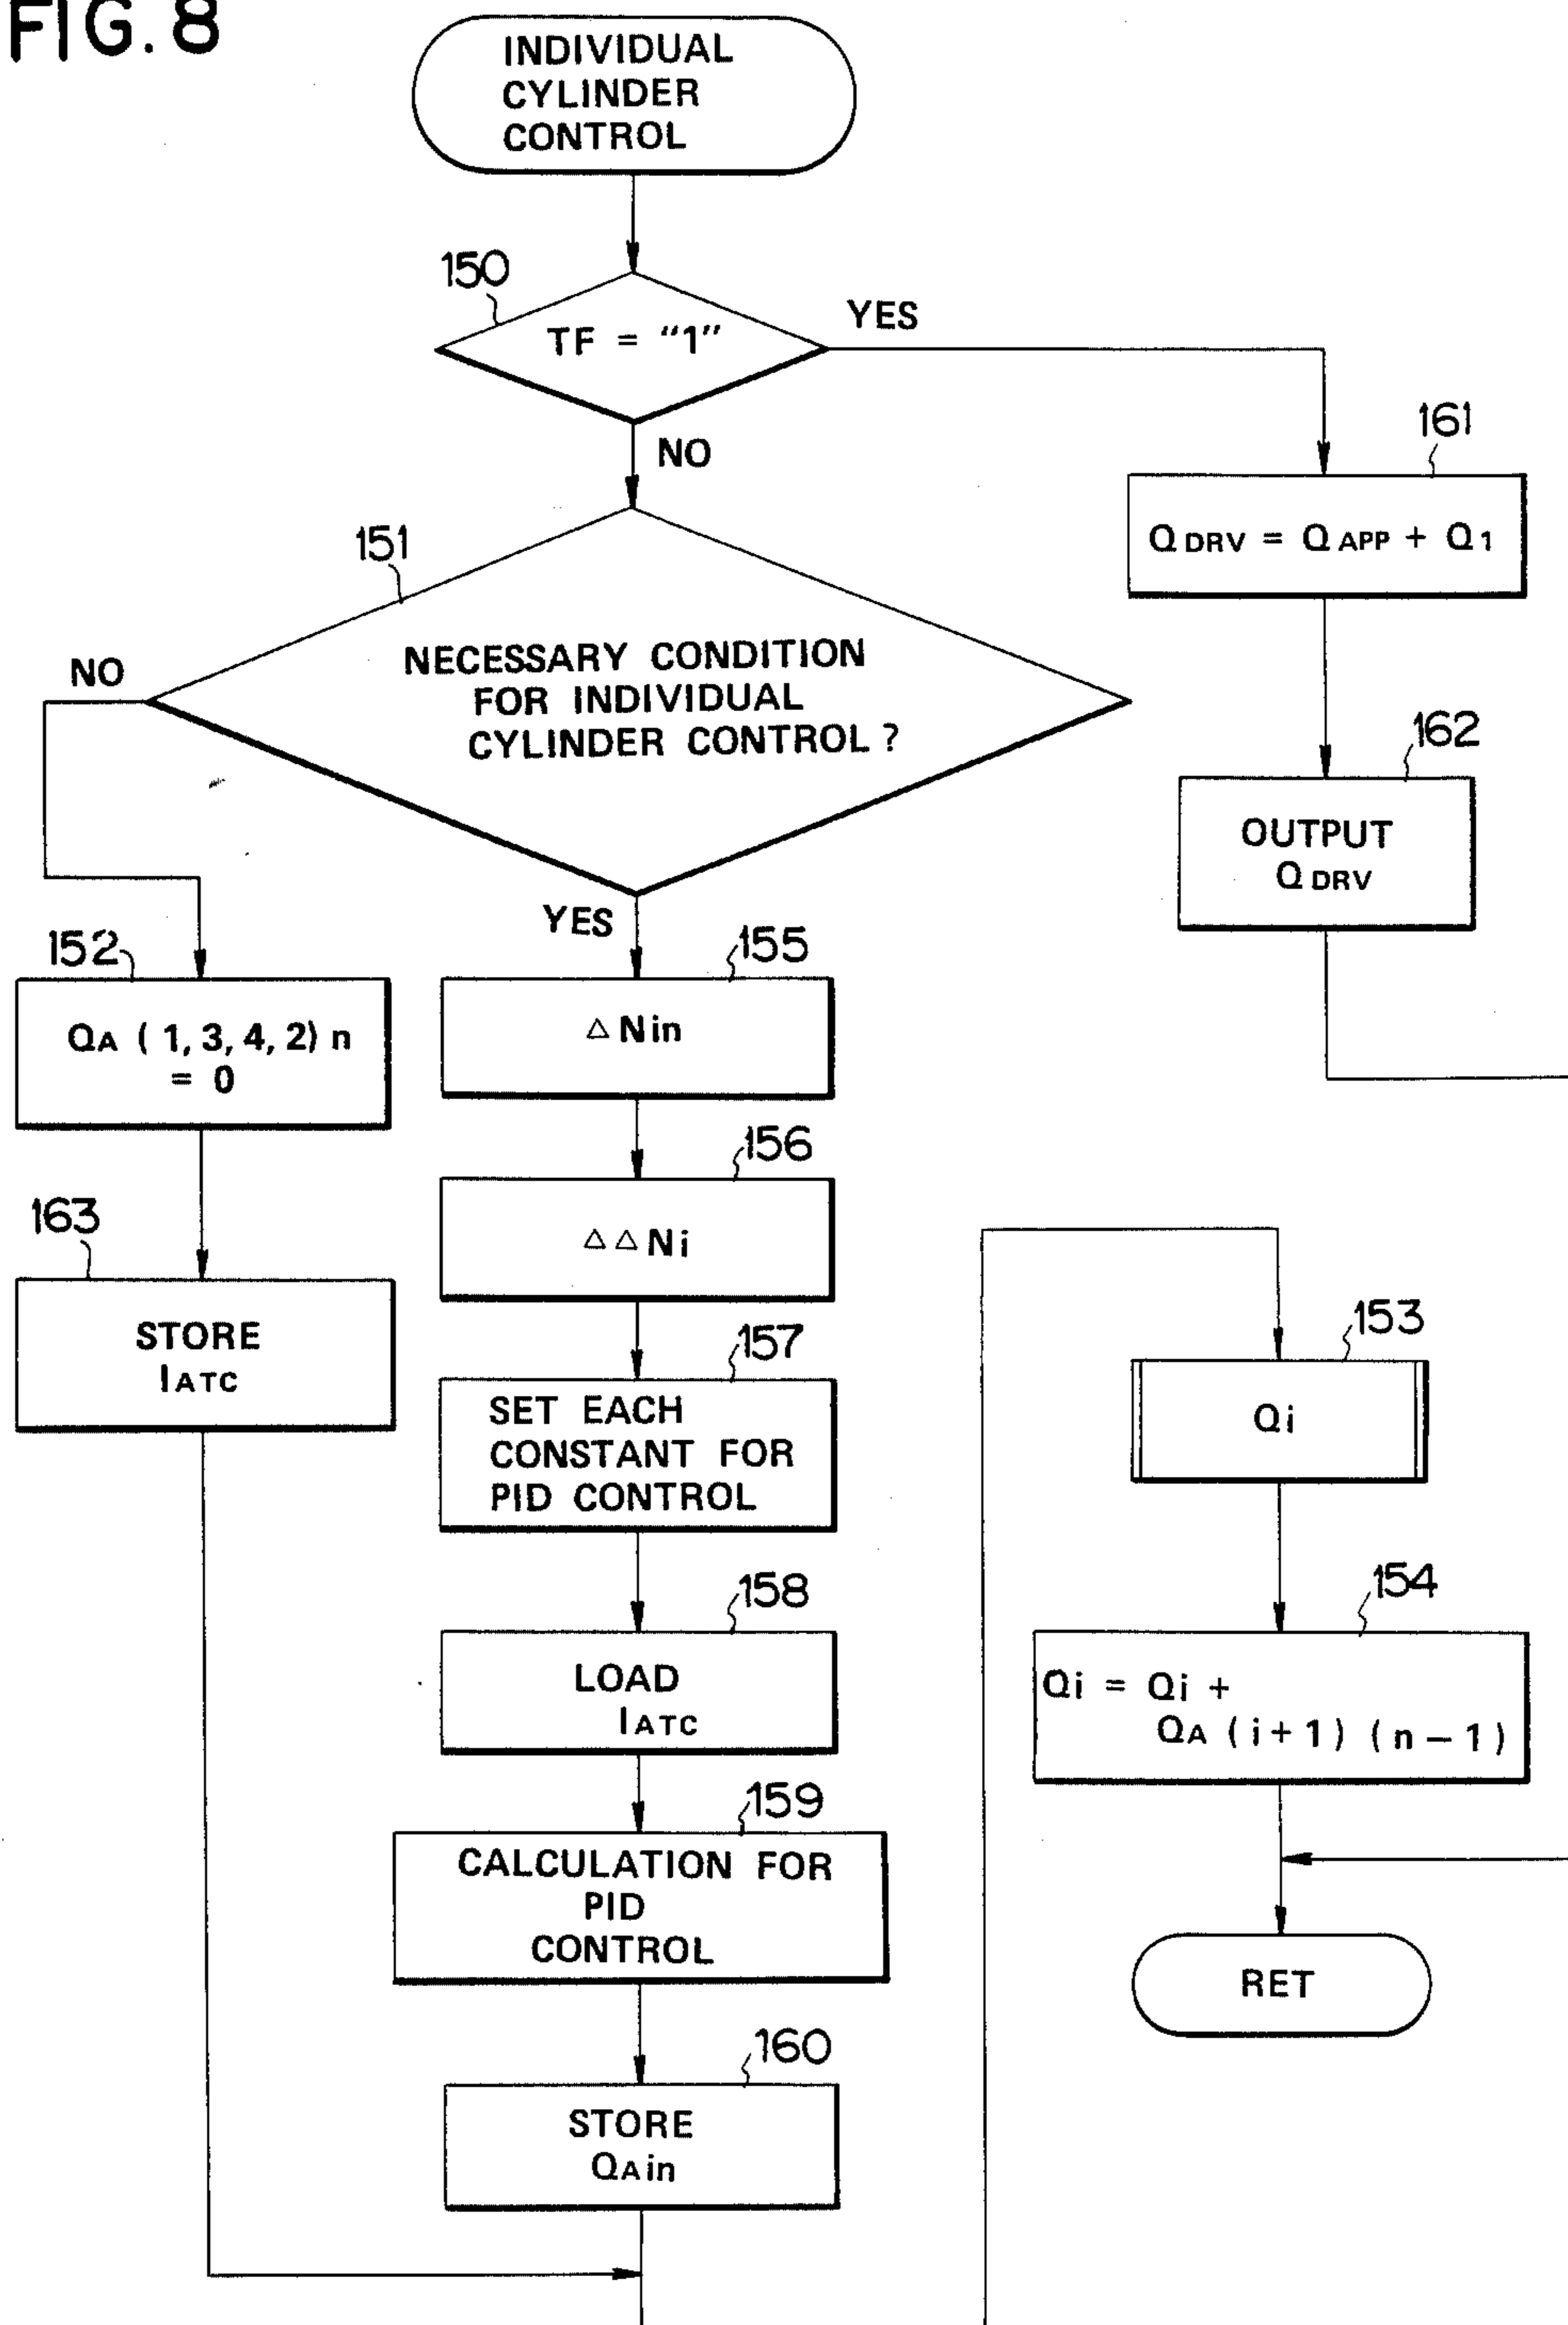 FIG. 8
INDIVIDUAL
CYLINDER
CONTROL
150
TF = “1”
YES
NO
161
Q DRV = Q APP + Q1
151
NECESSARY CONDITION
FOR INDIVIDUAL
CYLINDER CONTROL ?
NO
YES
162
OUTPUT
Q DRV
152
QA ( 1, 3, 4, 2) n
= 0
155
△ Nin
156
△ △ Ni
163
STORE
IATC
157
SET EACH
CONSTANT FOR
PID CONTROL
153
Qi
158
LOAD
IATC
154
Qi = Qi +
QA ( i + 1 ) ( n − 1 )
159
CALCULATION FOR
PID
CONTROL
RET
160
STORE
QAin